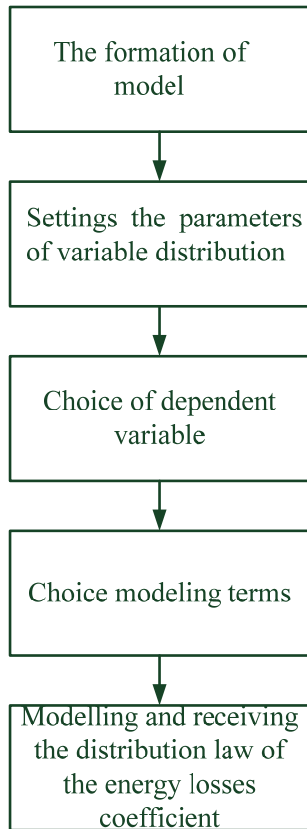 The formation of
model
Settings the parameters
of variable distribution
Choice of dependent
variable
Choice modeling terms
Modelling and receiving
the distribution law of
the energy losses
coefficient